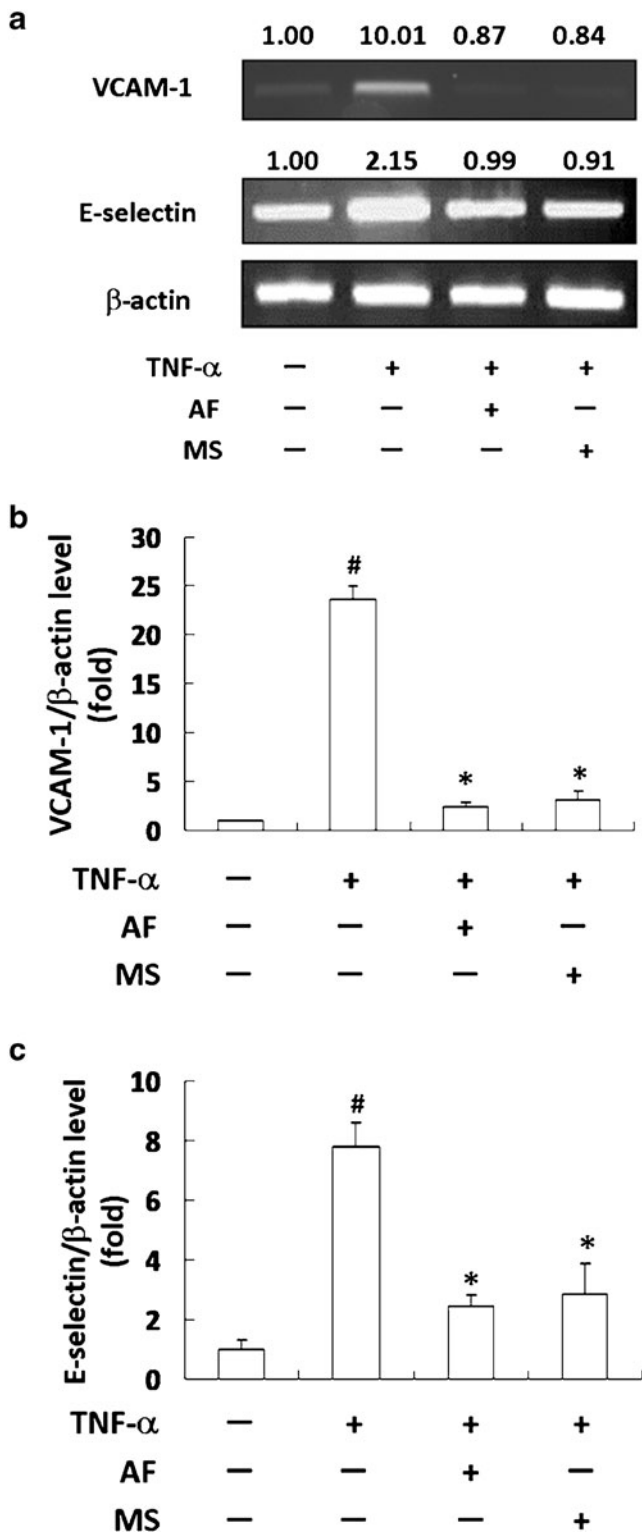 a
1.00 10.01 0.87 0.84
VCAM-1
1.00 2.15 0.99 0.91
E-selectin
β-actin
TNF-α — + + +
AF — — + —
MS — — — +
b
VCAM-1/β-actin level
(fold)
30
25
20
15
10
5
0
#
*
*
TNF-α — + + +
AF — — + —
MS — — — +
c
E-selectin/β-actin level
(fold)
10
8
6
4
2
0
#
*
*
TNF-α — + + +
AF — — + —
MS — — — +